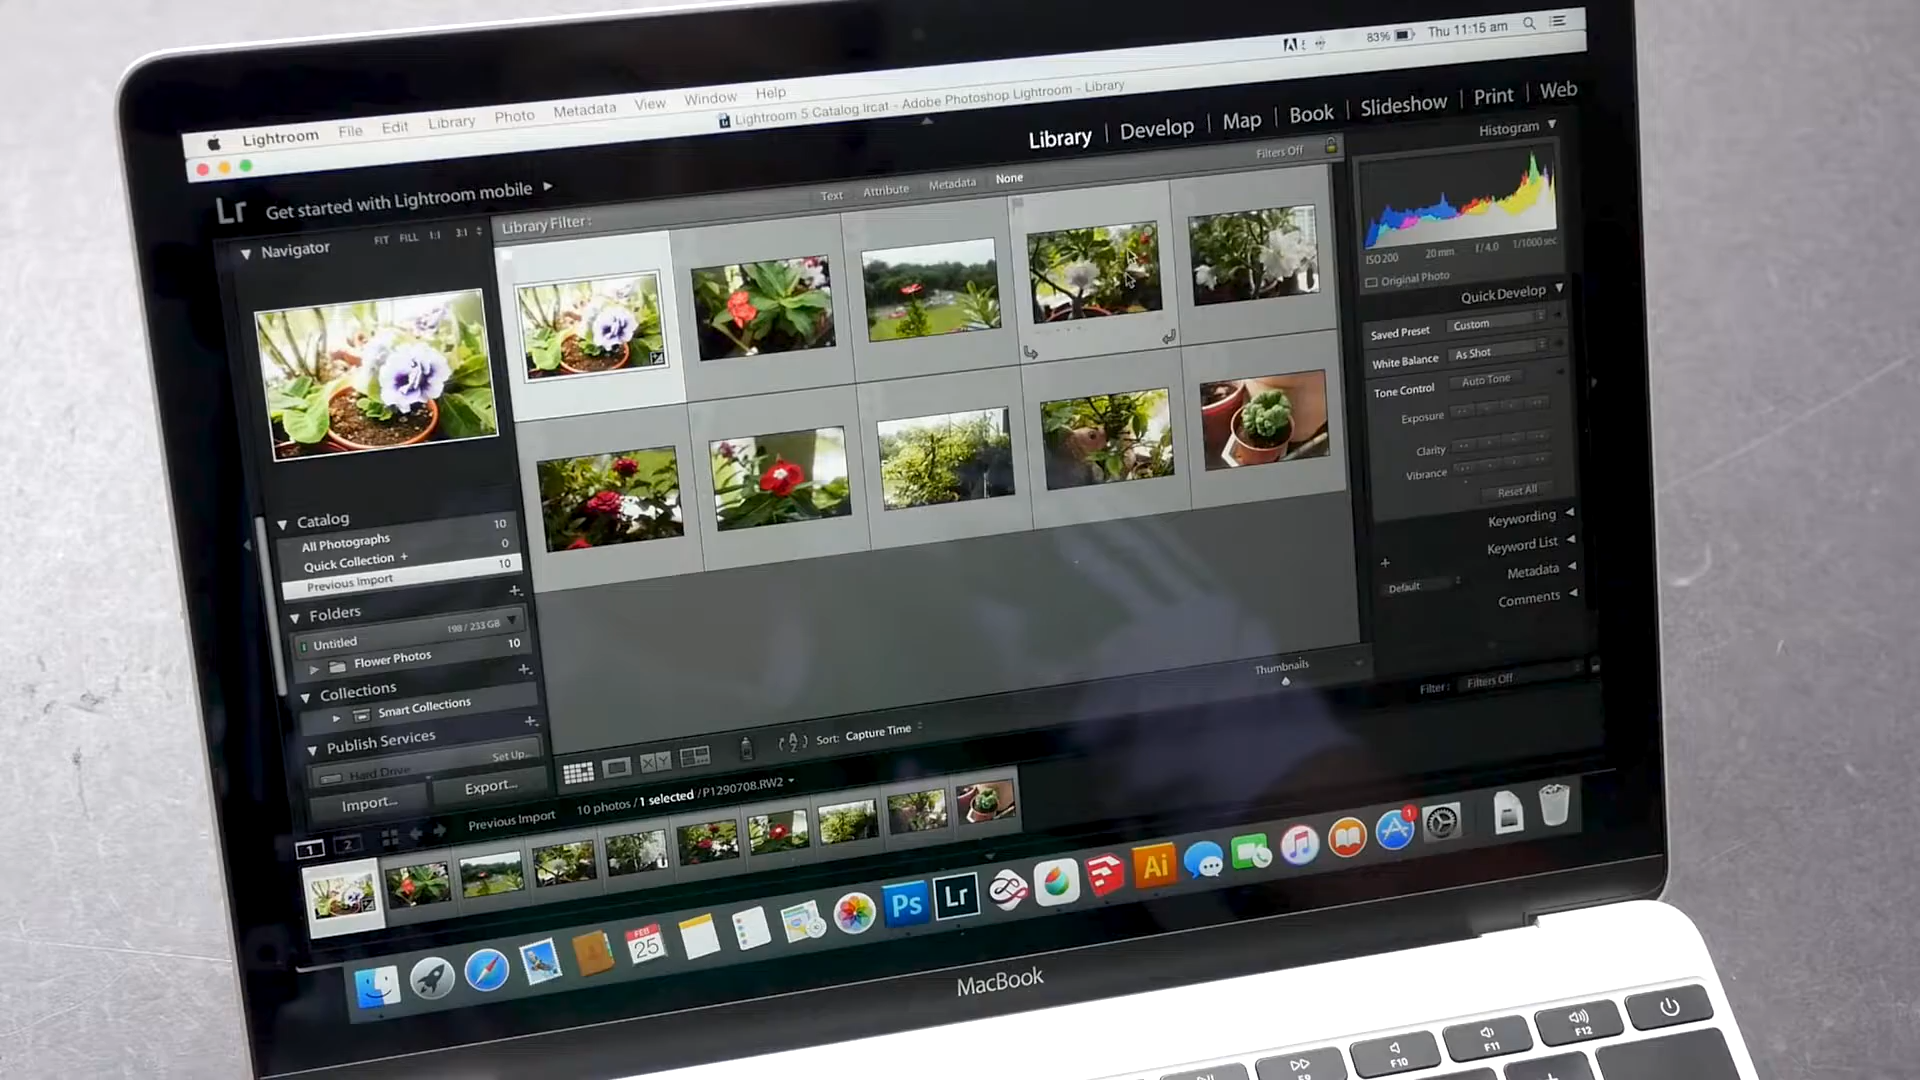 83% Thu 11:15 am
Lightroom File Edit Library Photo Metadata View Window Help
Lightroom 5 Catalog.lrcat - Adobe Photoshop Lightroom - Library
Lr Get started with Lightroom mobile
Library | Develop | Map | Book | Slideshow | Print | Web
Navigator FIT FILL 1:1 3:1
Library Filter: Text Attribute Metadata None Filters Off
Histogram
ISO 200 20 mm f / 4.0 1/1000 sec
Original Photo
Quick Develop
Saved Preset Custom
White Balance As Shot
Tone Control Auto Tone
Exposure
Clarity
Vibrance
Reset All
Keywording
Keyword List
Default Metadata
Comments
Catalog
All Photographs 10
Quick Collection + 0
Previous Import 10
Folders
Untitled 198 / 233 GB
Flower Photos 10
Collections
Smart Collections
Publish Services
Hard Drive Set Up...
Import... Export...
Sort: Capture Time
Thumbnails
1 2 Previous Import 10 photos / 1 selected / P1290708.RW2
Filter: Filters Off
FEB
25
Ps
Lr
Ai
1
MacBook
F9
F10
F11
F12